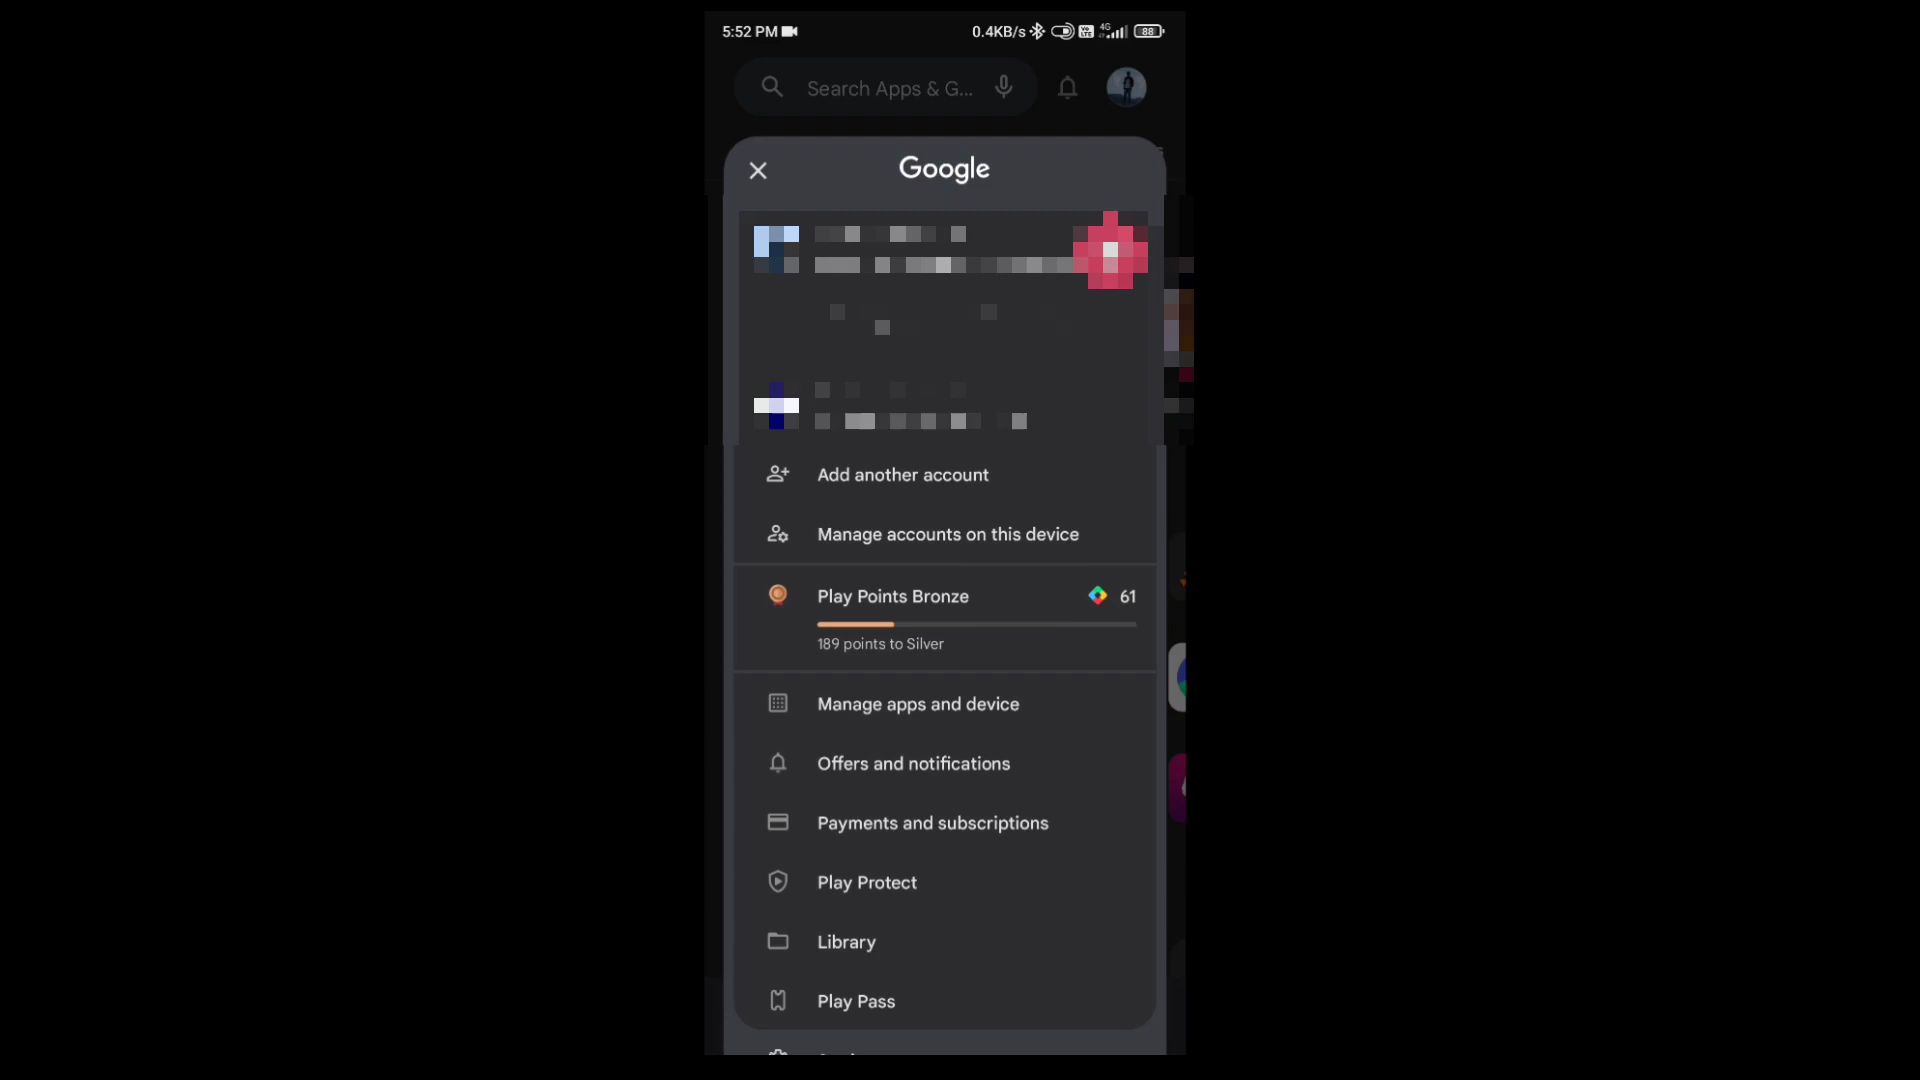 5:52 PM 0.4KB/s 4G 88
Search Apps & G...
Google
Add another account
Manage accounts on this device
Play Points Bronze 61
189 points to Silver
Manage apps and device
Offers and notifications
Payments and subscriptions
Play Protect
Library
Play Pass